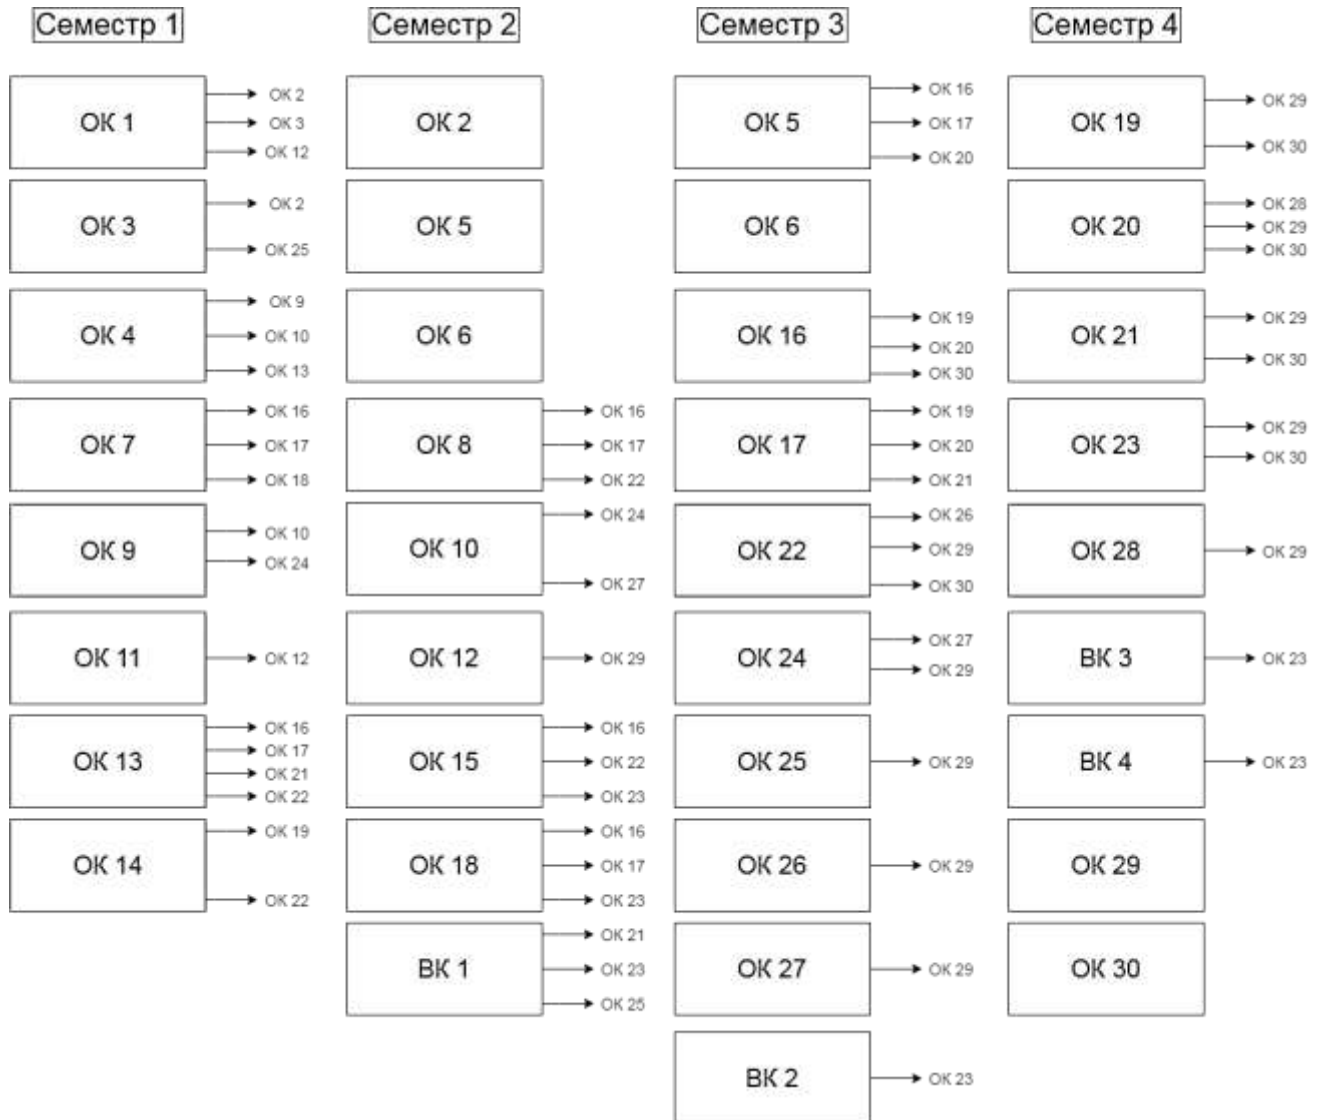 Семестр 1
Семестр 2
Семестр 3
Семестр 4
ОК 1
ОК 2
ОК 3
ОК 12
ОК 3
ОК 2
ОК 25
ОК 4
ОК 9
ОК 10
ОК 13
ОК 7
ОК 16
ОК 17
ОК 18
ОК 9
ОК 10
ОК 24
ОК 11
ОК 12
ОК 13
ОК 16
ОК 17
ОК 21
ОК 22
ОК 14
ОК 19
ОК 22
ОК 2
ОК 5
ОК 6
ОК 8
ОК 16
ОК 17
ОК 22
ОК 10
ОК 24
ОК 27
ОК 12
ОК 29
ОК 15
ОК 16
ОК 22
ОК 23
ОК 18
ОК 16
ОК 17
ОК 23
ВК 1
ОК 21
ОК 23
ОК 25
ОК 5
ОК 16
ОК 17
ОК 20
ОК 6
ОК 16
ОК 19
ОК 20
ОК 30
ОК 17
ОК 19
ОК 20
ОК 21
ОК 22
ОК 26
ОК 29
ОК 30
ОК 24
ОК 27
ОК 29
ОК 25
ОК 29
ОК 26
ОК 29
ОК 27
ОК 29
ВК 2
ОК 23
ОК 19
ОК 29
ОК 30
ОК 20
ОК 28
ОК 29
ОК 30
ОК 21
ОК 29
ОК 30
ОК 23
ОК 29
ОК 30
ОК 28
ОК 29
ВК 3
ОК 23
ВК 4
ОК 23
ОК 29
ОК 30